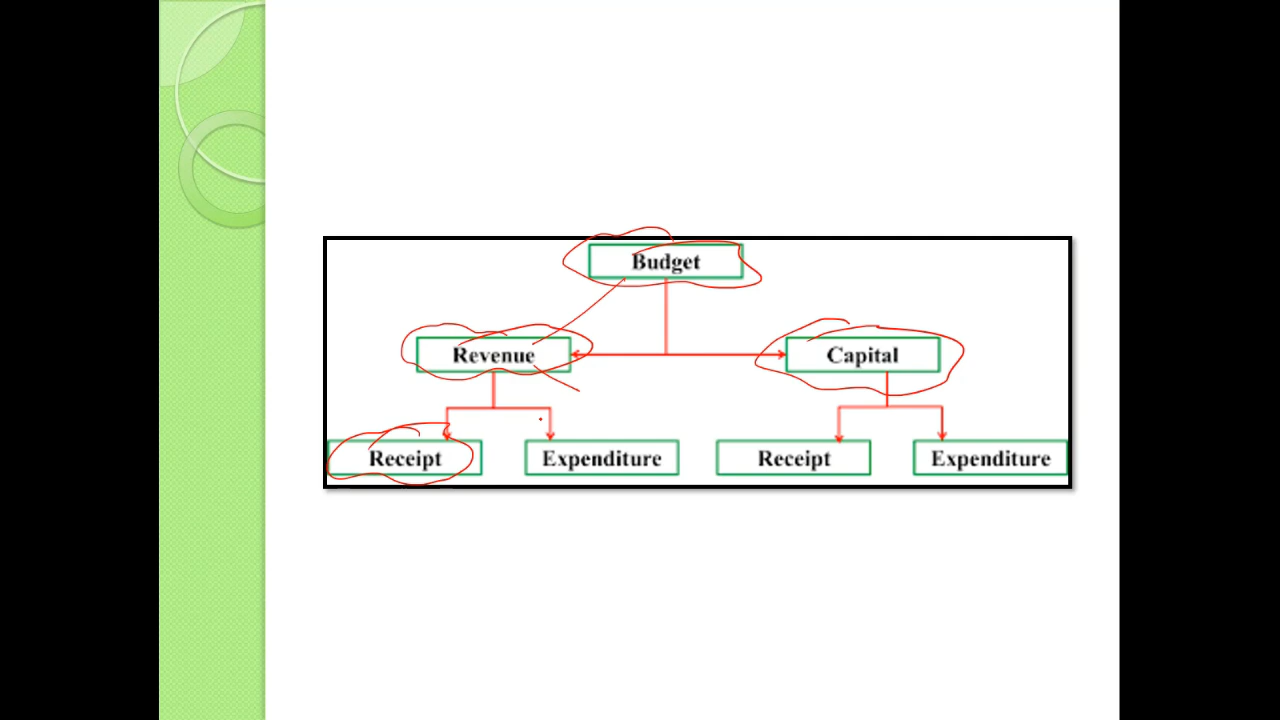 Budget
Revenue
Capital
Receipt
Expenditure
Receipt
Expenditure